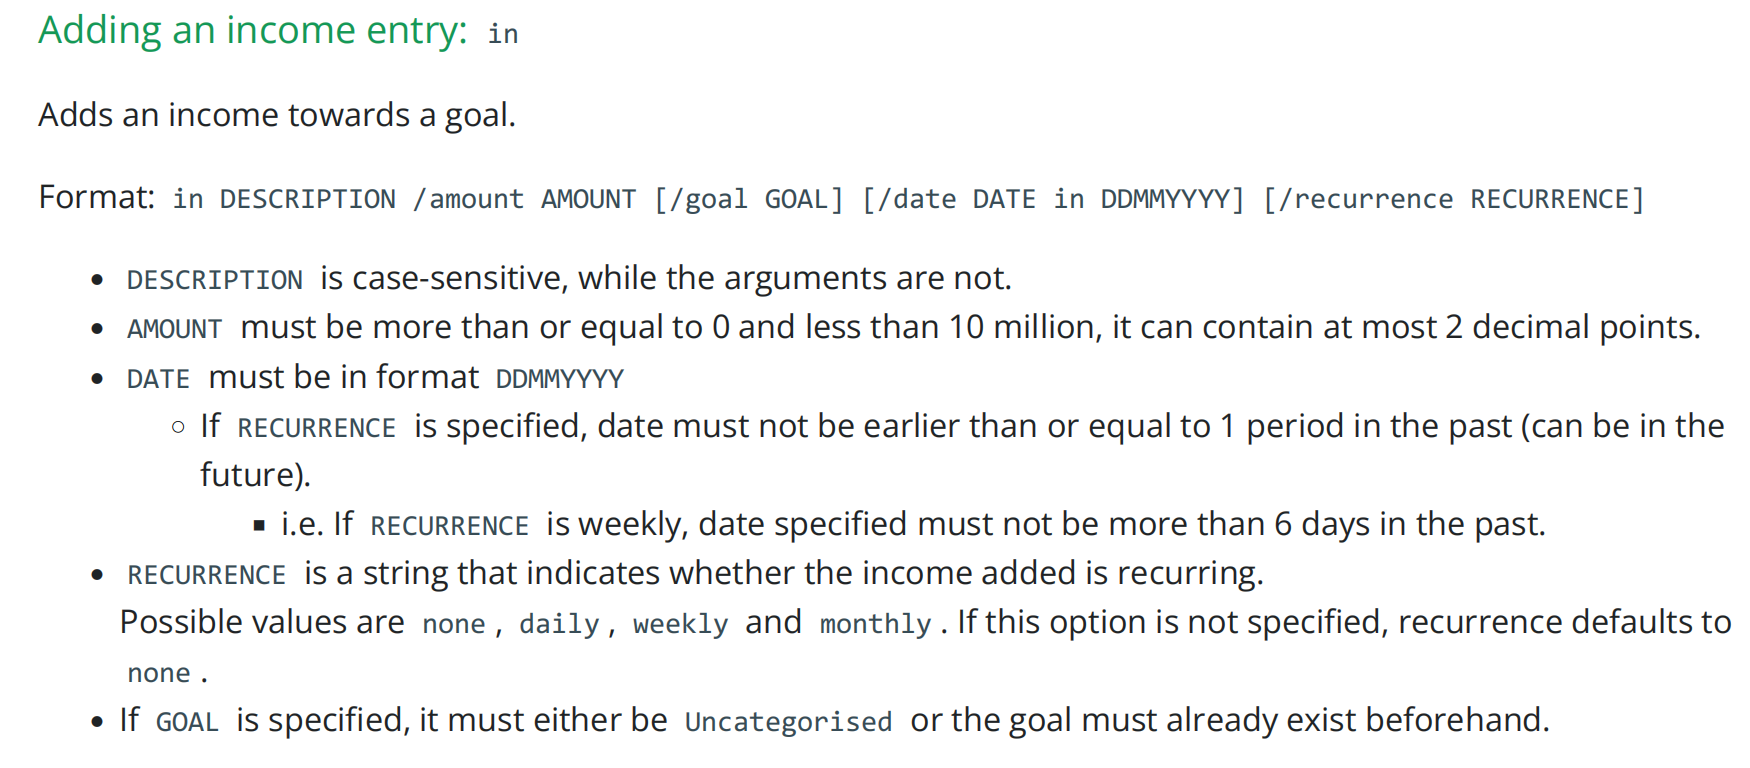 Adding an income entry: in
Adds an income towards a goal.
Format: in DESCRIPTION /amount AMOUNT [/goal GOAL] [/date DATE in DDMMYYYY] [/recurrence RECURRENCE]
• DESCRIPTION is case-sensitive, while the arguments are not.
• AMOUNT must be more than or equal to 0 and less than 10 million, it can contain at most 2 decimal points.
• DATE must be in format DDMMYYYY
○ If RECURRENCE is specified, date must not be earlier than or equal to 1 period in the past (can be in the
future).
▪ i.e. If RECURRENCE is weekly, date specified must not be more than 6 days in the past.
• RECURRENCE is a string that indicates whether the income added is recurring.
Possible values are none, daily, weekly and monthly. If this option is not specified, recurrence defaults to
none.
• If GOAL is specified, it must either be Uncategorised or the goal must already exist beforehand.